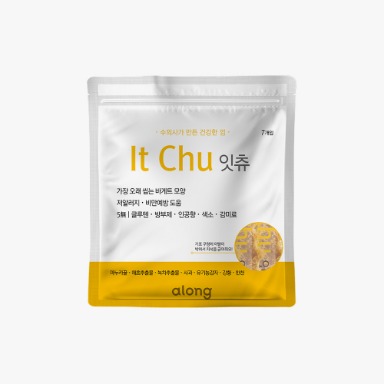 · 수의사가 만든 건강한 껌 ·
7개입
It Chu 잇츄
가장 오래 씹는 바게트 모양
저알러지 · 비만예방 도움
5無 | 글루텐 · 방부제 · 인공향 · 색소 · 감미료
along